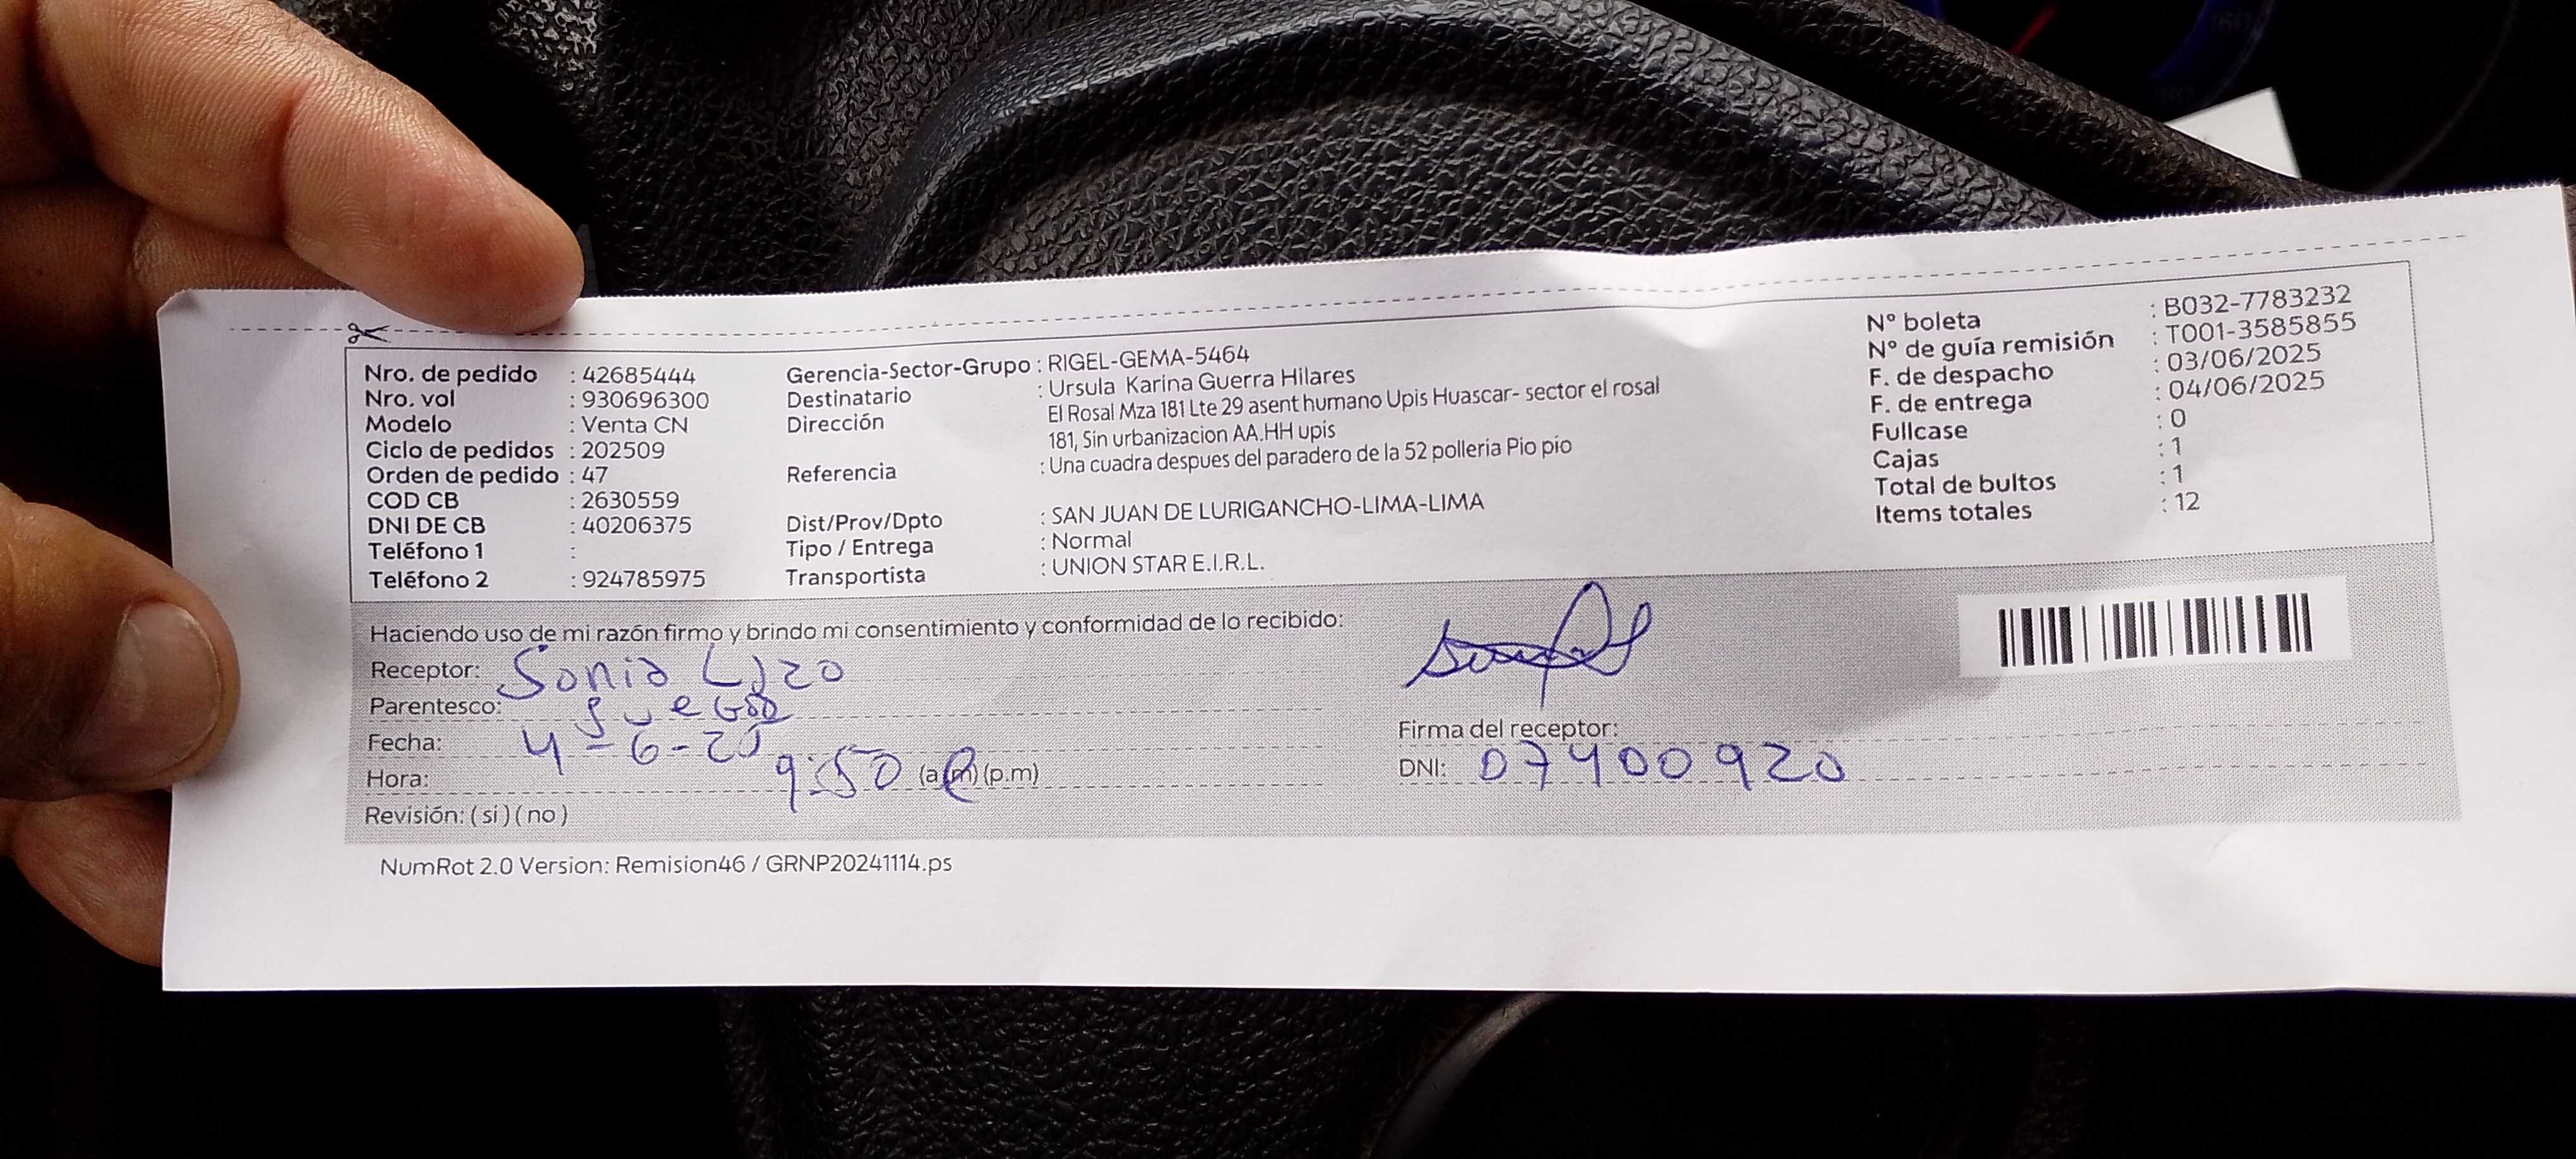 Nro. de pedido : 42685444
Nro. vol : 930696300
Modelo : Venta CN
Ciclo de pedidos : 202509
Orden de pedido : 47
COD CB : 2630559
DNI DE CB : 40206375
Teléfono 1 :
Teléfono 2 : 924785975
Gerencia-Sector-Grupo : RIGEL-GEMA-5464
Destinatario : Ursula Karina Guerra Hilares
Dirección El Rosal Mza 181 Lte 29 asent humano Upis Huascar- sector el rosal
181, Sin urbanizacion AA.HH upis
Referencia : Una cuadra despues del paradero de la 52 polleria Pio pio
Dist/Prov/Dpto : SAN JUAN DE LURIGANCHO-LIMA-LIMA
Tipo / Entrega : Normal
Transportista : UNION STAR E.I.R.L.
N° boleta : B032-7783232
N° de guía remisión : T001-3585855
F. de despacho : 03/06/2025
F. de entrega : 04/06/2025
Fullcase : 0
Cajas : 1
Total de bultos : 1
Items totales : 12
Haciendo uso de mi razón firmo y brindo mi consentimiento y conformidad de lo recibido:
Receptor: Sonia
Parentesco: suegra
Fecha: 4-6-25
Hora: 9:50 (a.m) (p.m)
Revisión: ( si ) ( no )
Firma del receptor:
DNI: 07400920
NumRot 2.0 Version: Remision46 / GRNP20241114.ps